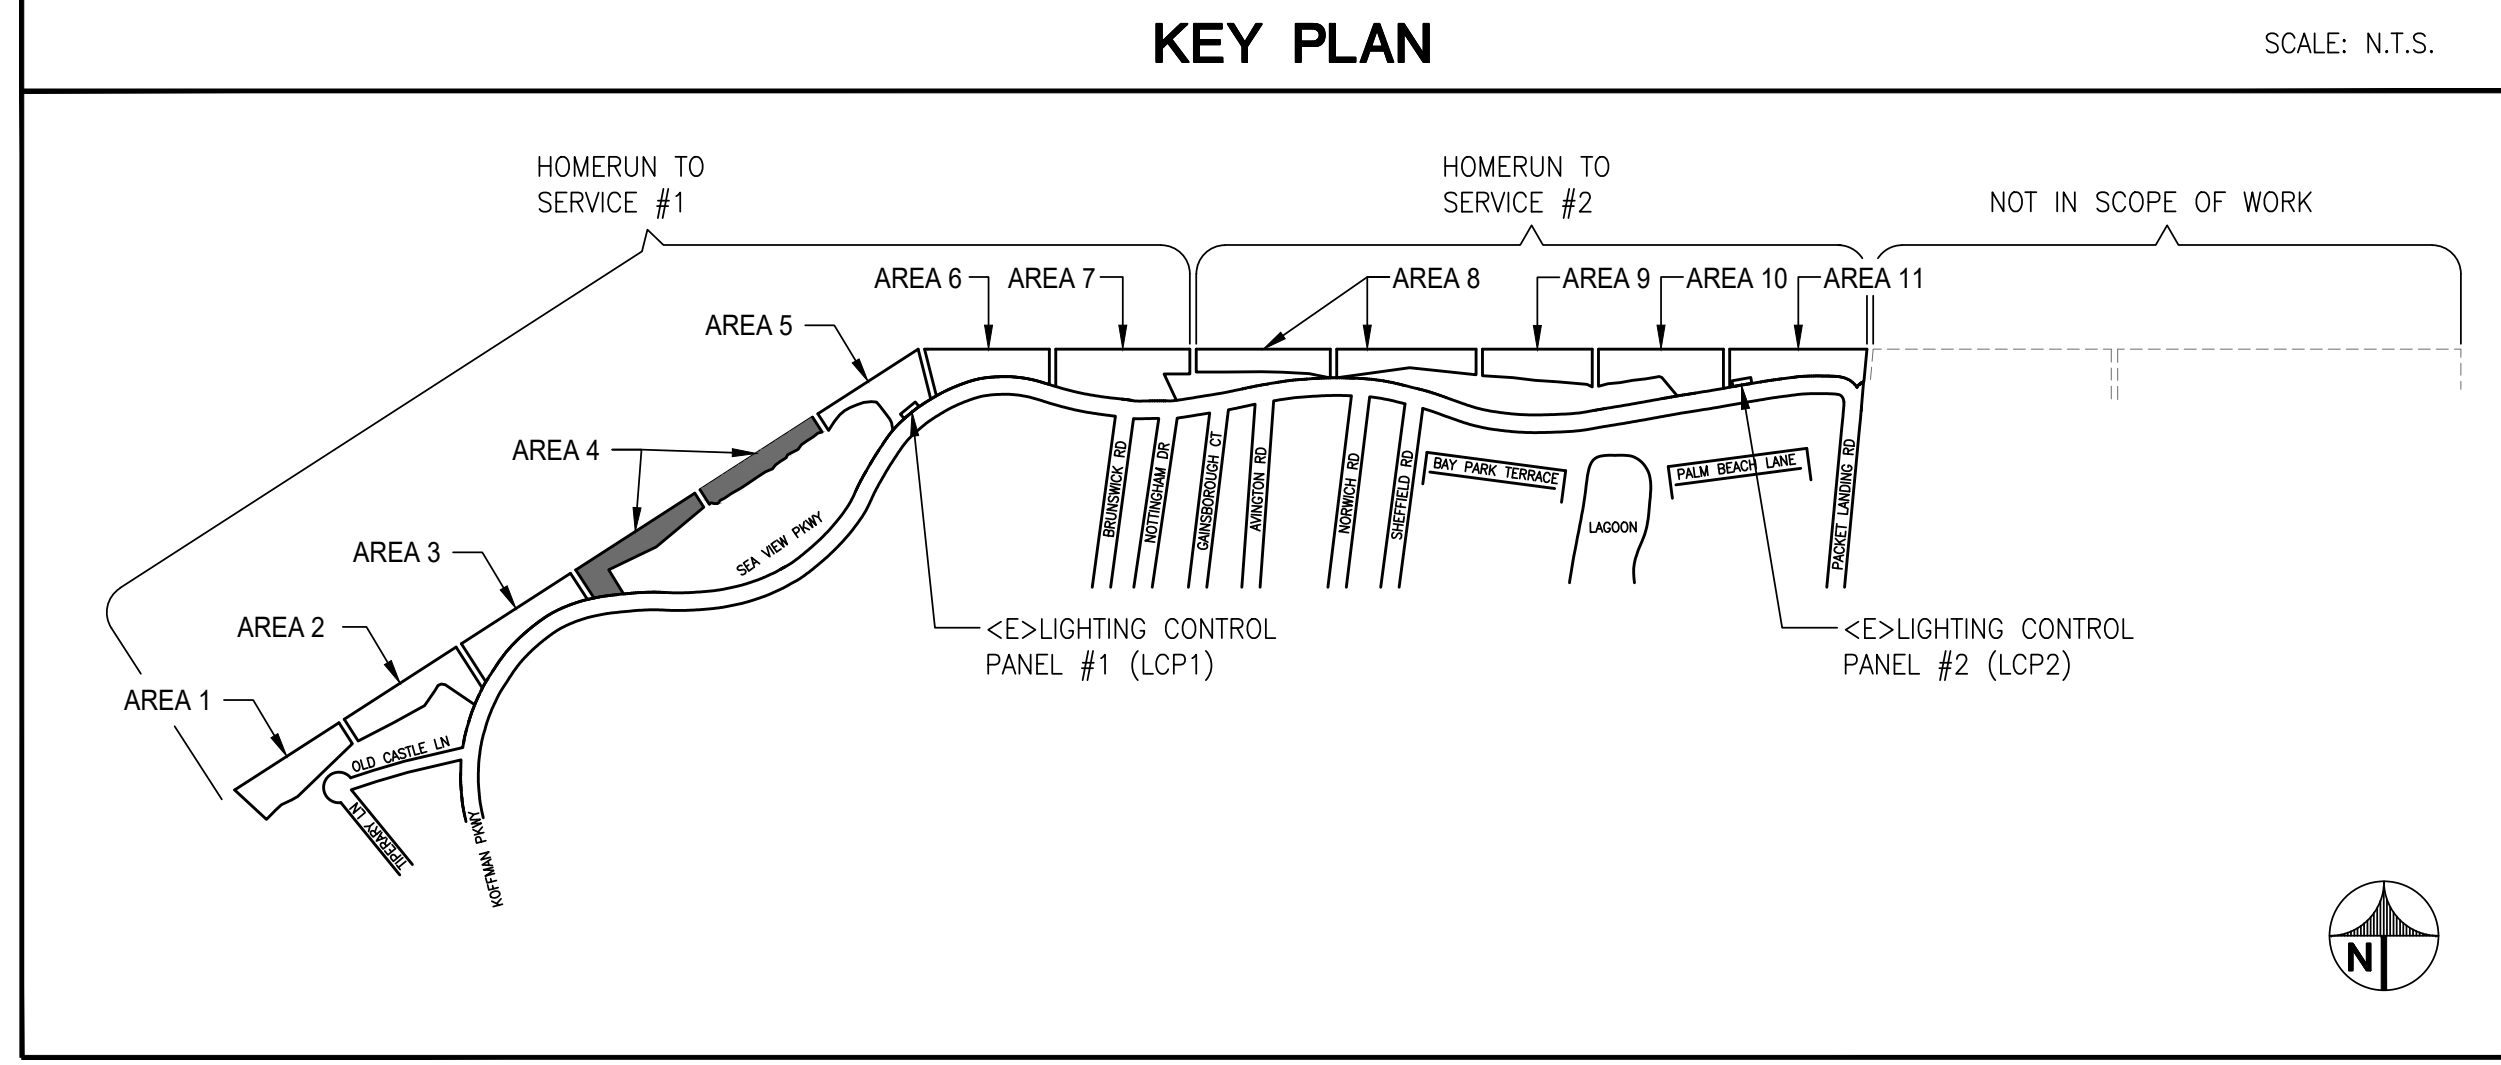 KEY PLAN
SCALE: N.T.S.
HOMERUN TO
SERVICE #1
HOMERUN TO
SERVICE #2
NOT IN SCOPE OF WORK
AREA 6
AREA 7
AREA 8
AREA 9
AREA 10
AREA 11
AREA 5
AREA 4
AREA 3
AREA 2
AREA 1
SEA VIEW PKWY
BRUNSWICK RD
NOTTINGHAM DR
GAINSBOROUGH CT
AVINGTON RD
NORWICH RD
SHEFFIELD RD
BAY PARK TERRACE
LAGOON
PALM BEACH LANE
PACKET LANDING RD
<E>LIGHTING CONTROL
PANEL #1 (LCP1)
<E>LIGHTING CONTROL
PANEL #2 (LCP2)
OLD CASTLE LN
TIPERARY LN
KOFFMAN PKWY
N